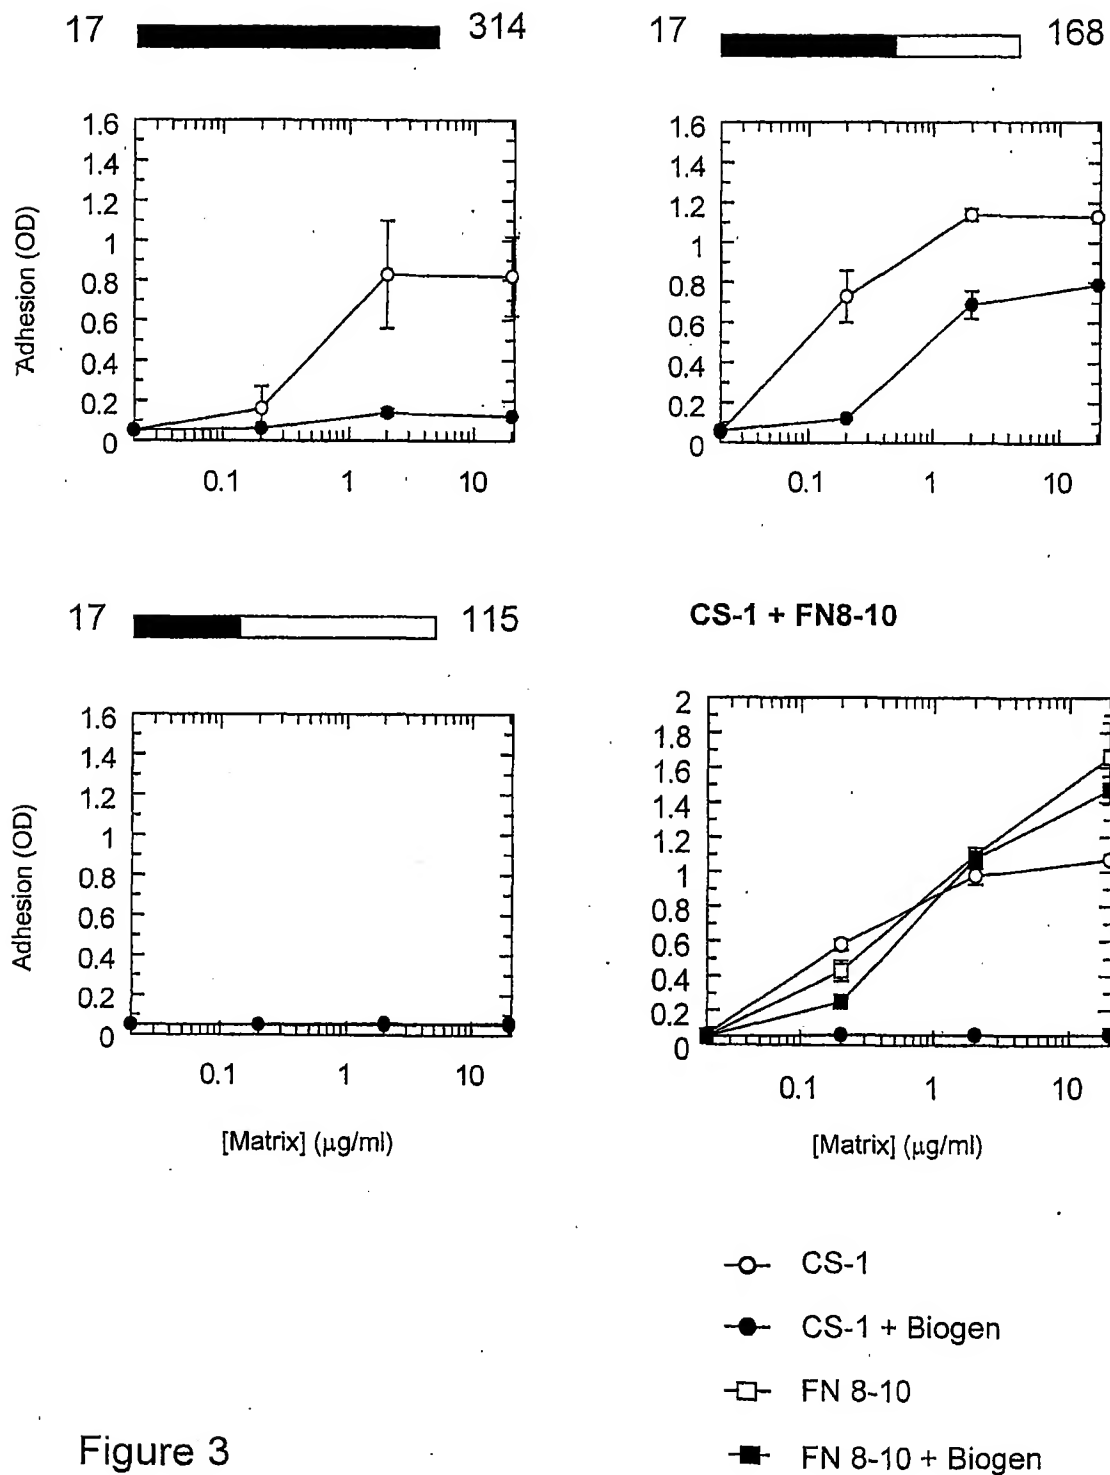 17 314
17 168
1.6
1.4
1.2
1
0.8
0.6
0.4
0.2
0
Adhesion (OD)
0.1 1 10
1.6
1.4
1.2
1
0.8
0.6
0.4
0.2
0
0.1 1 10
17 115
CS-1 + FN8-10
1.6
1.4
1.2
1
0.8
0.6
0.4
0.2
0
Adhesion (OD)
0.1 1 10
[Matrix] (μg/ml)
2
1.8
1.6
1.4
1.2
1
0.8
0.6
0.4
0.2
0
0.1 1 10
[Matrix] (μg/ml)
CS-1
CS-1 + Biogen
FN 8-10
FN 8-10 + Biogen
Figure 3